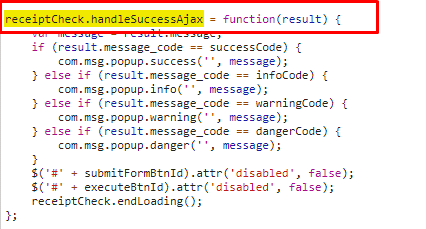 receiptCheck.handleSuccessAjax = function(result) {
    var message = result.message;
    if (result.message_code == successCode) {
        com.msg.popup.success('', message);
    } else if (result.message_code == infoCode) {
        com.msg.popup.info('', message);
    } else if (result.message_code == warningCode) {
        com.msg.popup.warning('', message);
    } else if (result.message_code == dangerCode) {
        com.msg.popup.danger('', message);
    }
    $('#' + submitFormBtnId).attr('disabled', false);
    $('#' + executeBtnId).attr('disabled', false);
    receiptCheck.endLoading();
};